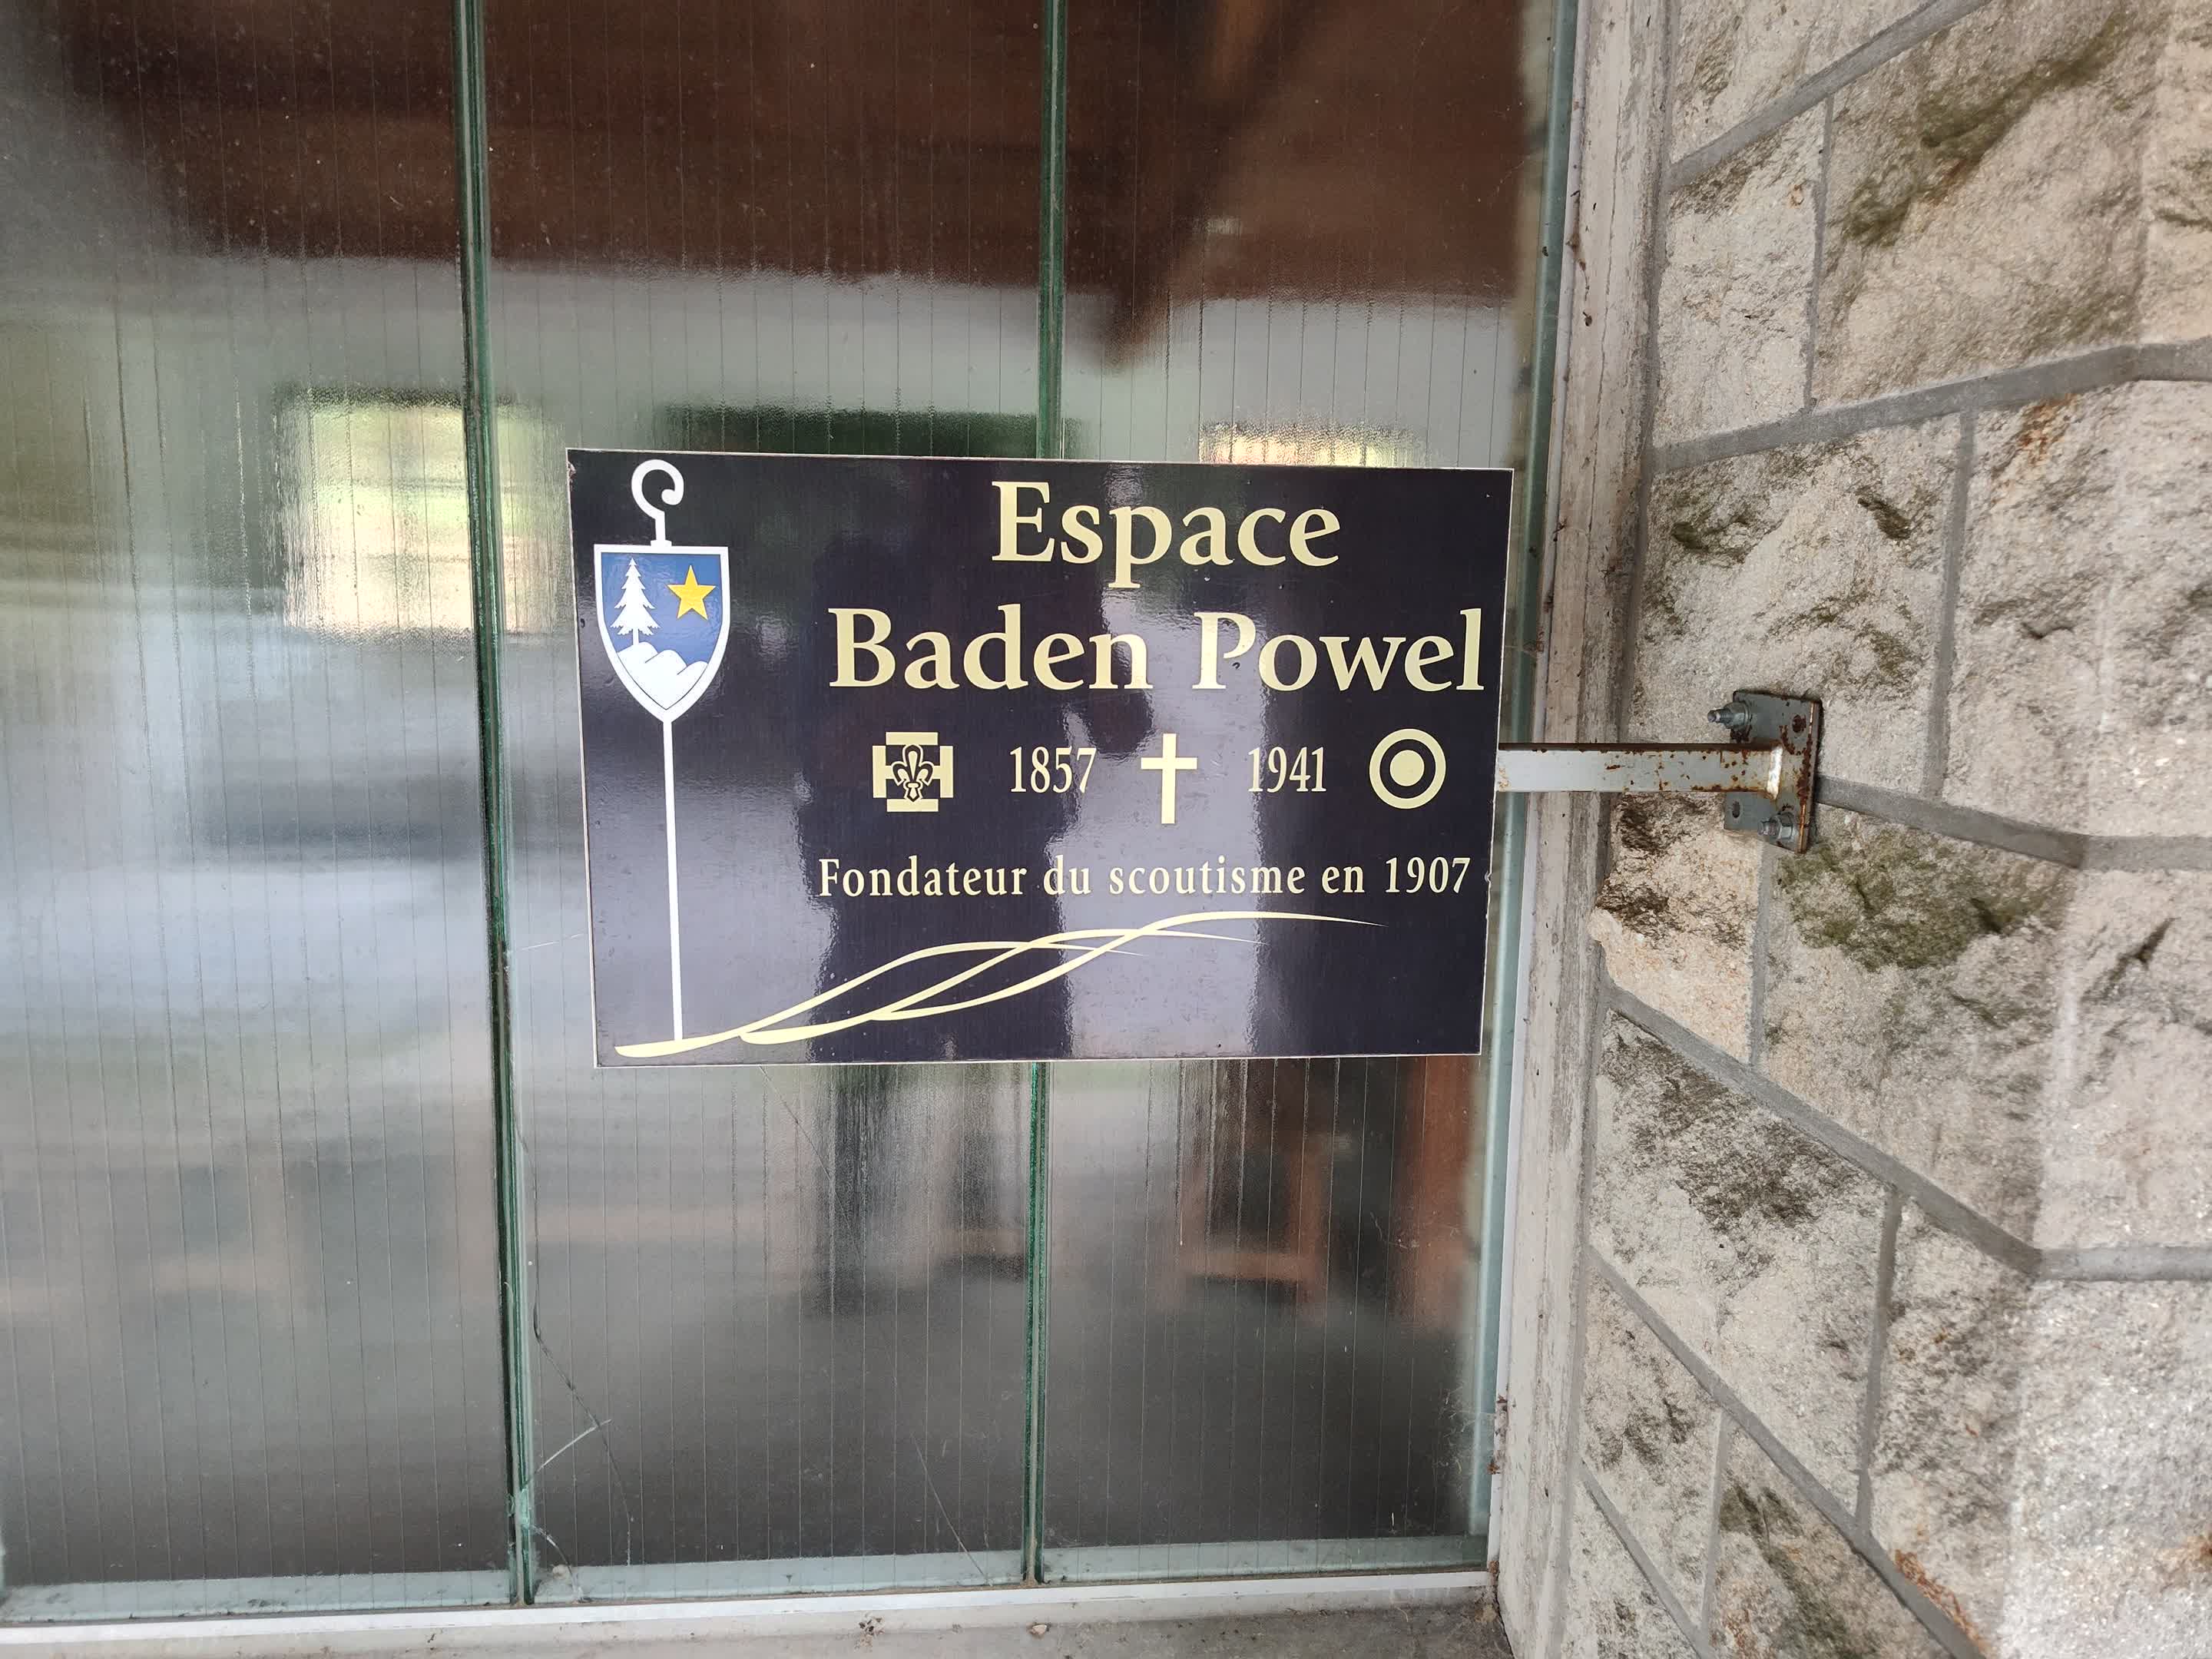 Espace
Baden Powel
1857 1941
Fondateur du scoutisme en 1907